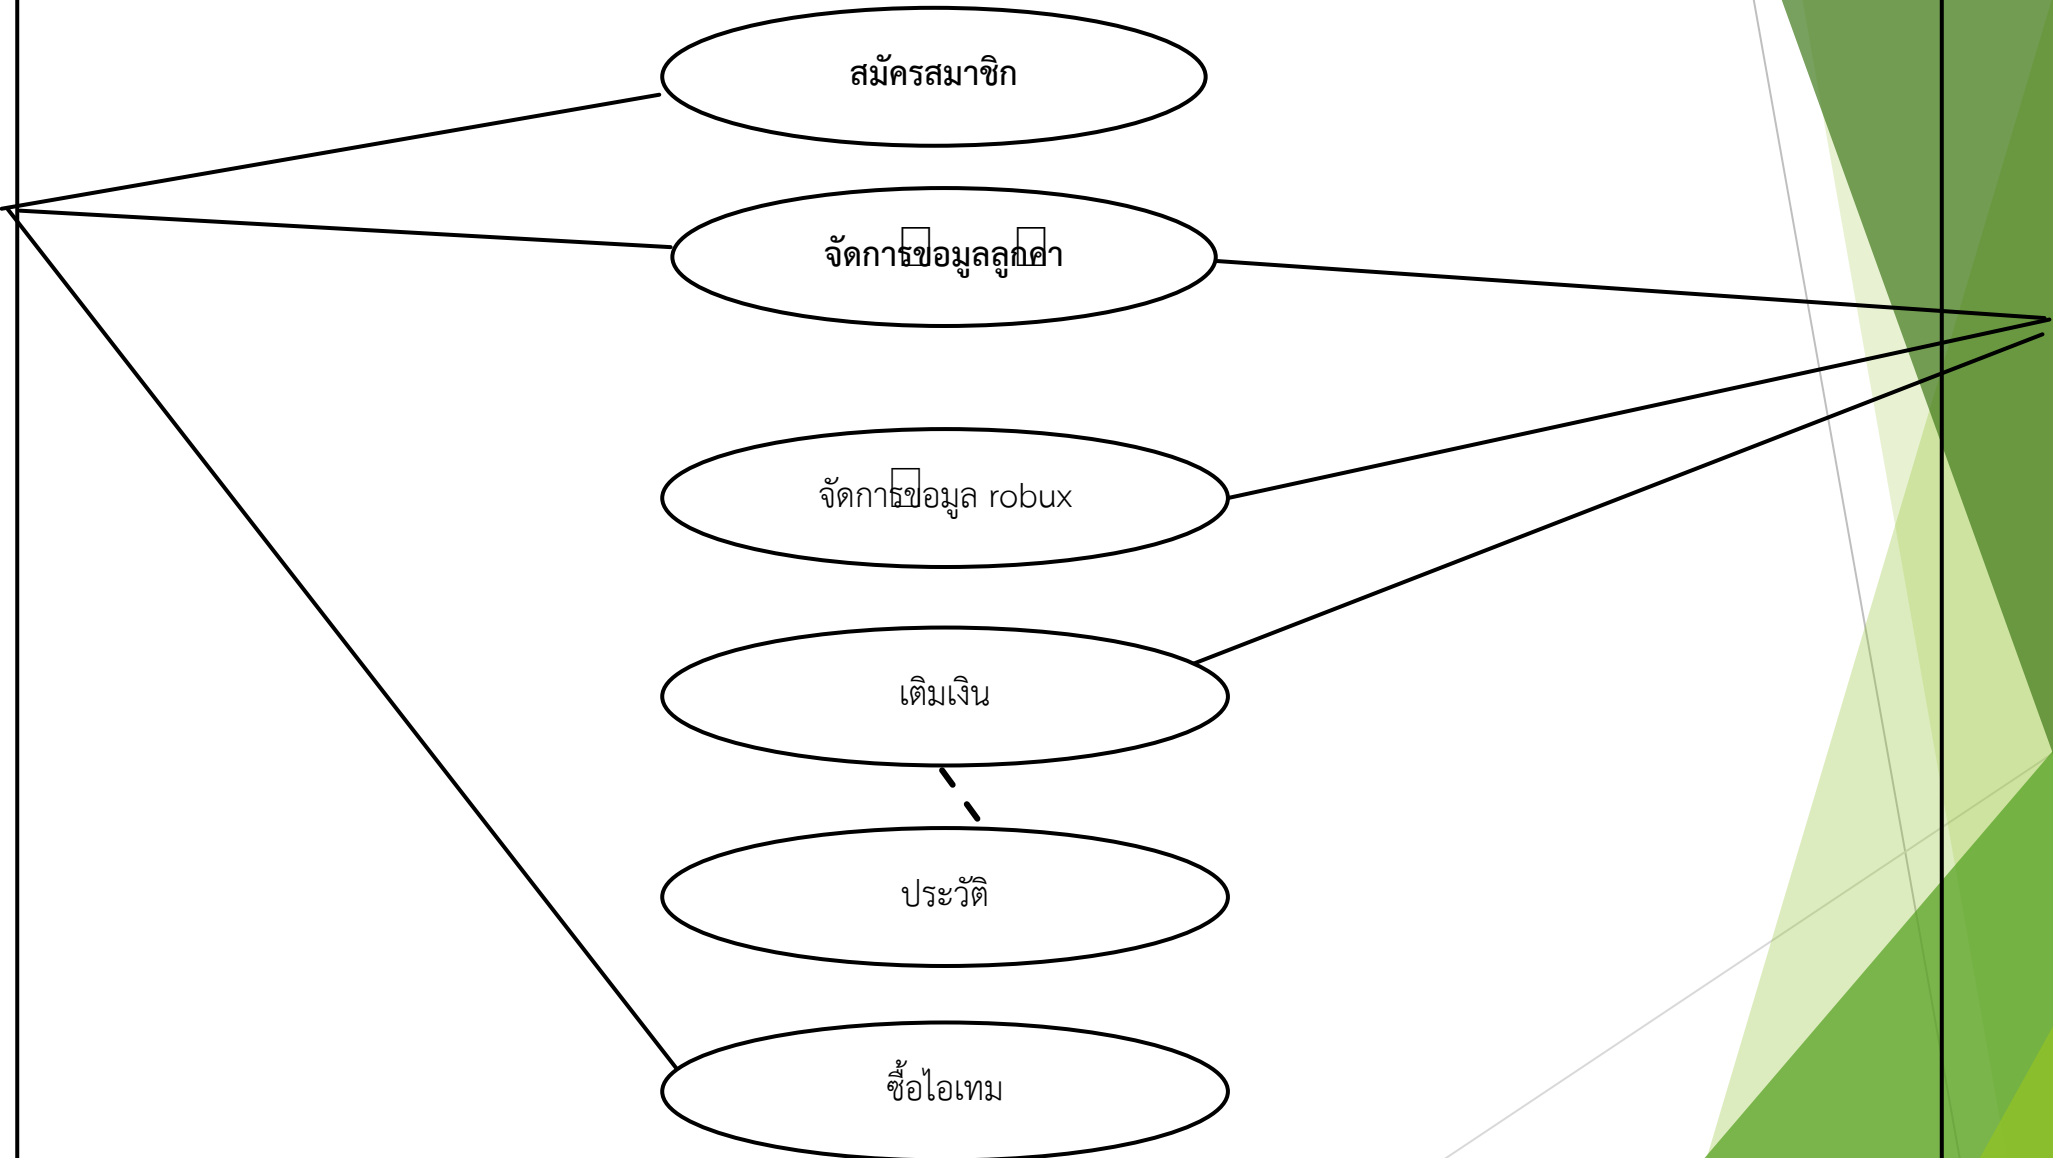 สมัครสมาชิก
จัดการข้อมูลลูกค้า
จัดการข้อมูล robux
เติมเงิน
ประวัติ
ซื้อไอเทม